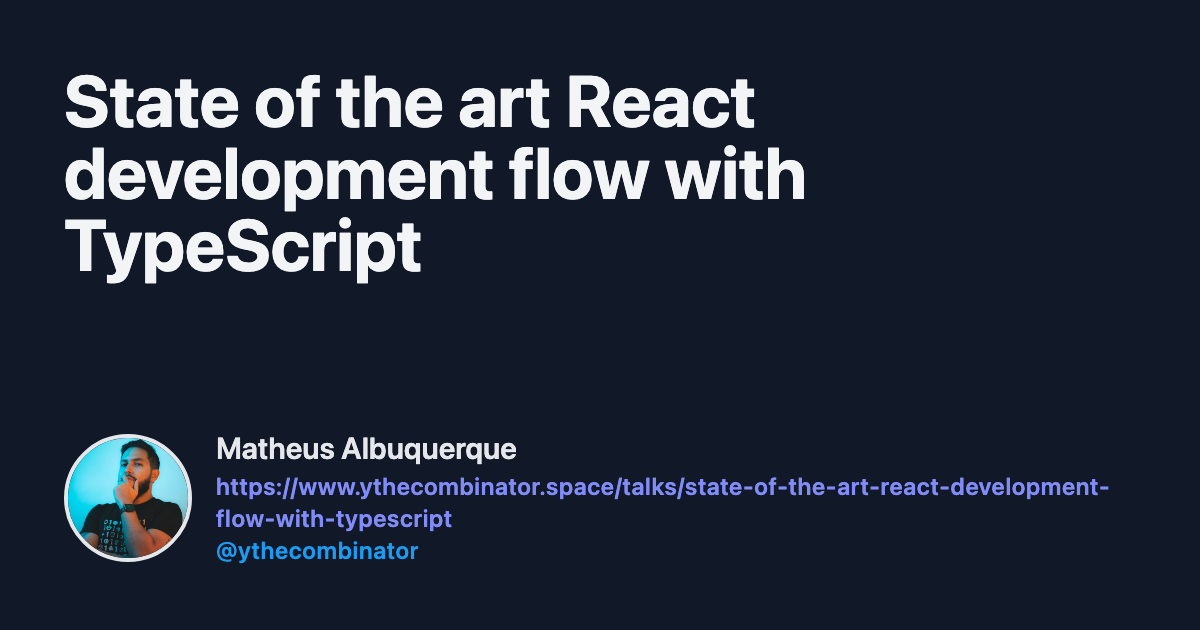 State of the art React
development flow with
TypeScript
Matheus Albuquerque
https://www.ythecombinator.space/talks/state-of-the-art-react-development-
flow-with-typescript
@ythecombinator